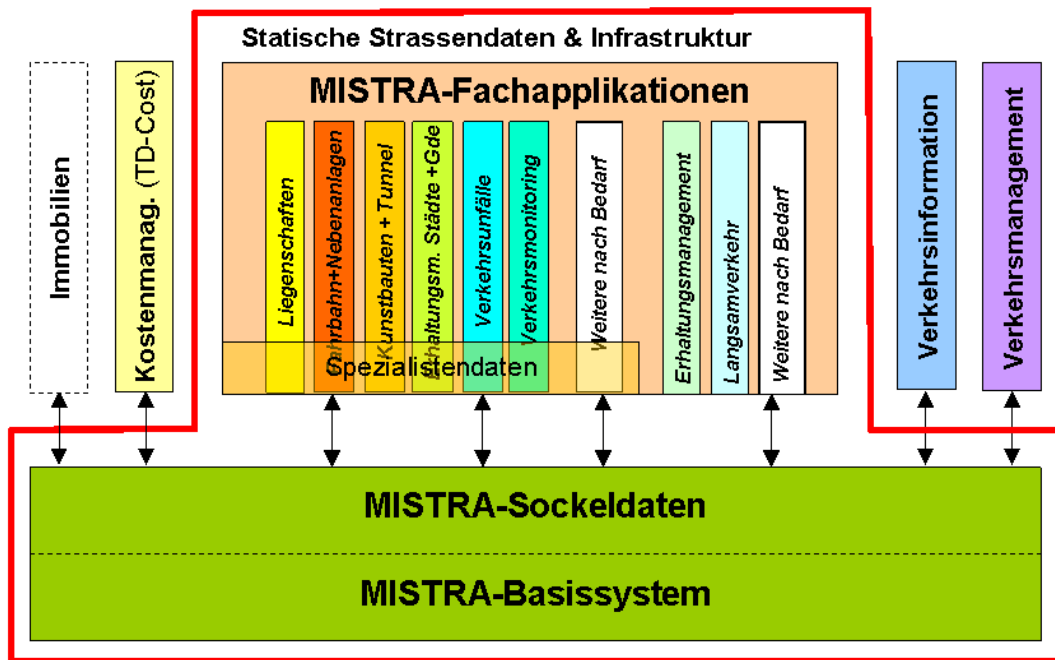 Statische Strassendaten & Infrastruktur
MISTRA-Fachapplikationen
Immobilien
Kostenmanag. (TD-Cost)
Liegenschaften
Fahrbahn+Nebenanlagen
Kunstbauten + Tunnel
Erhaltungsm. Städte +Gde
Verkehrsunfälle
Verkehrsmonitoring
Weitere nach Bedarf
Erhaltungsmanagement
Langsamverkehr
Weitere nach Bedarf
Verkehrsinformation
Verkehrsmanagement
Spezialistendaten
MISTRA-Sockeldaten
MISTRA-Basissystem